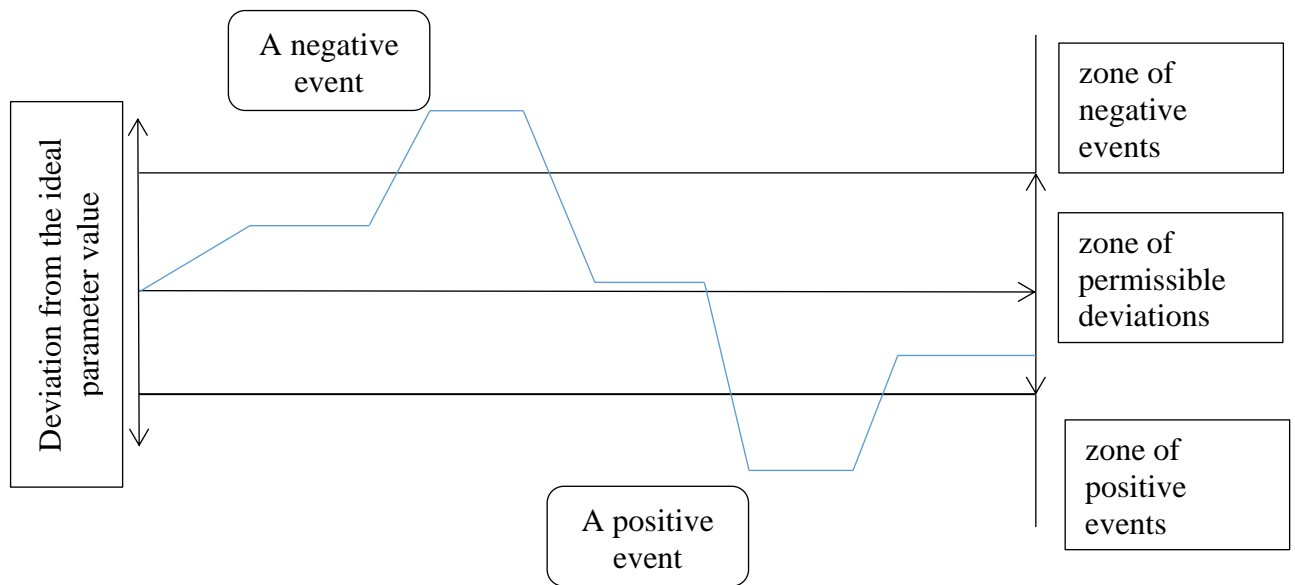 A negative
event
zone of
negative
events
Deviation from the ideal
parameter value
zone of
permissible
deviations
zone of
positive
events
A positive
event